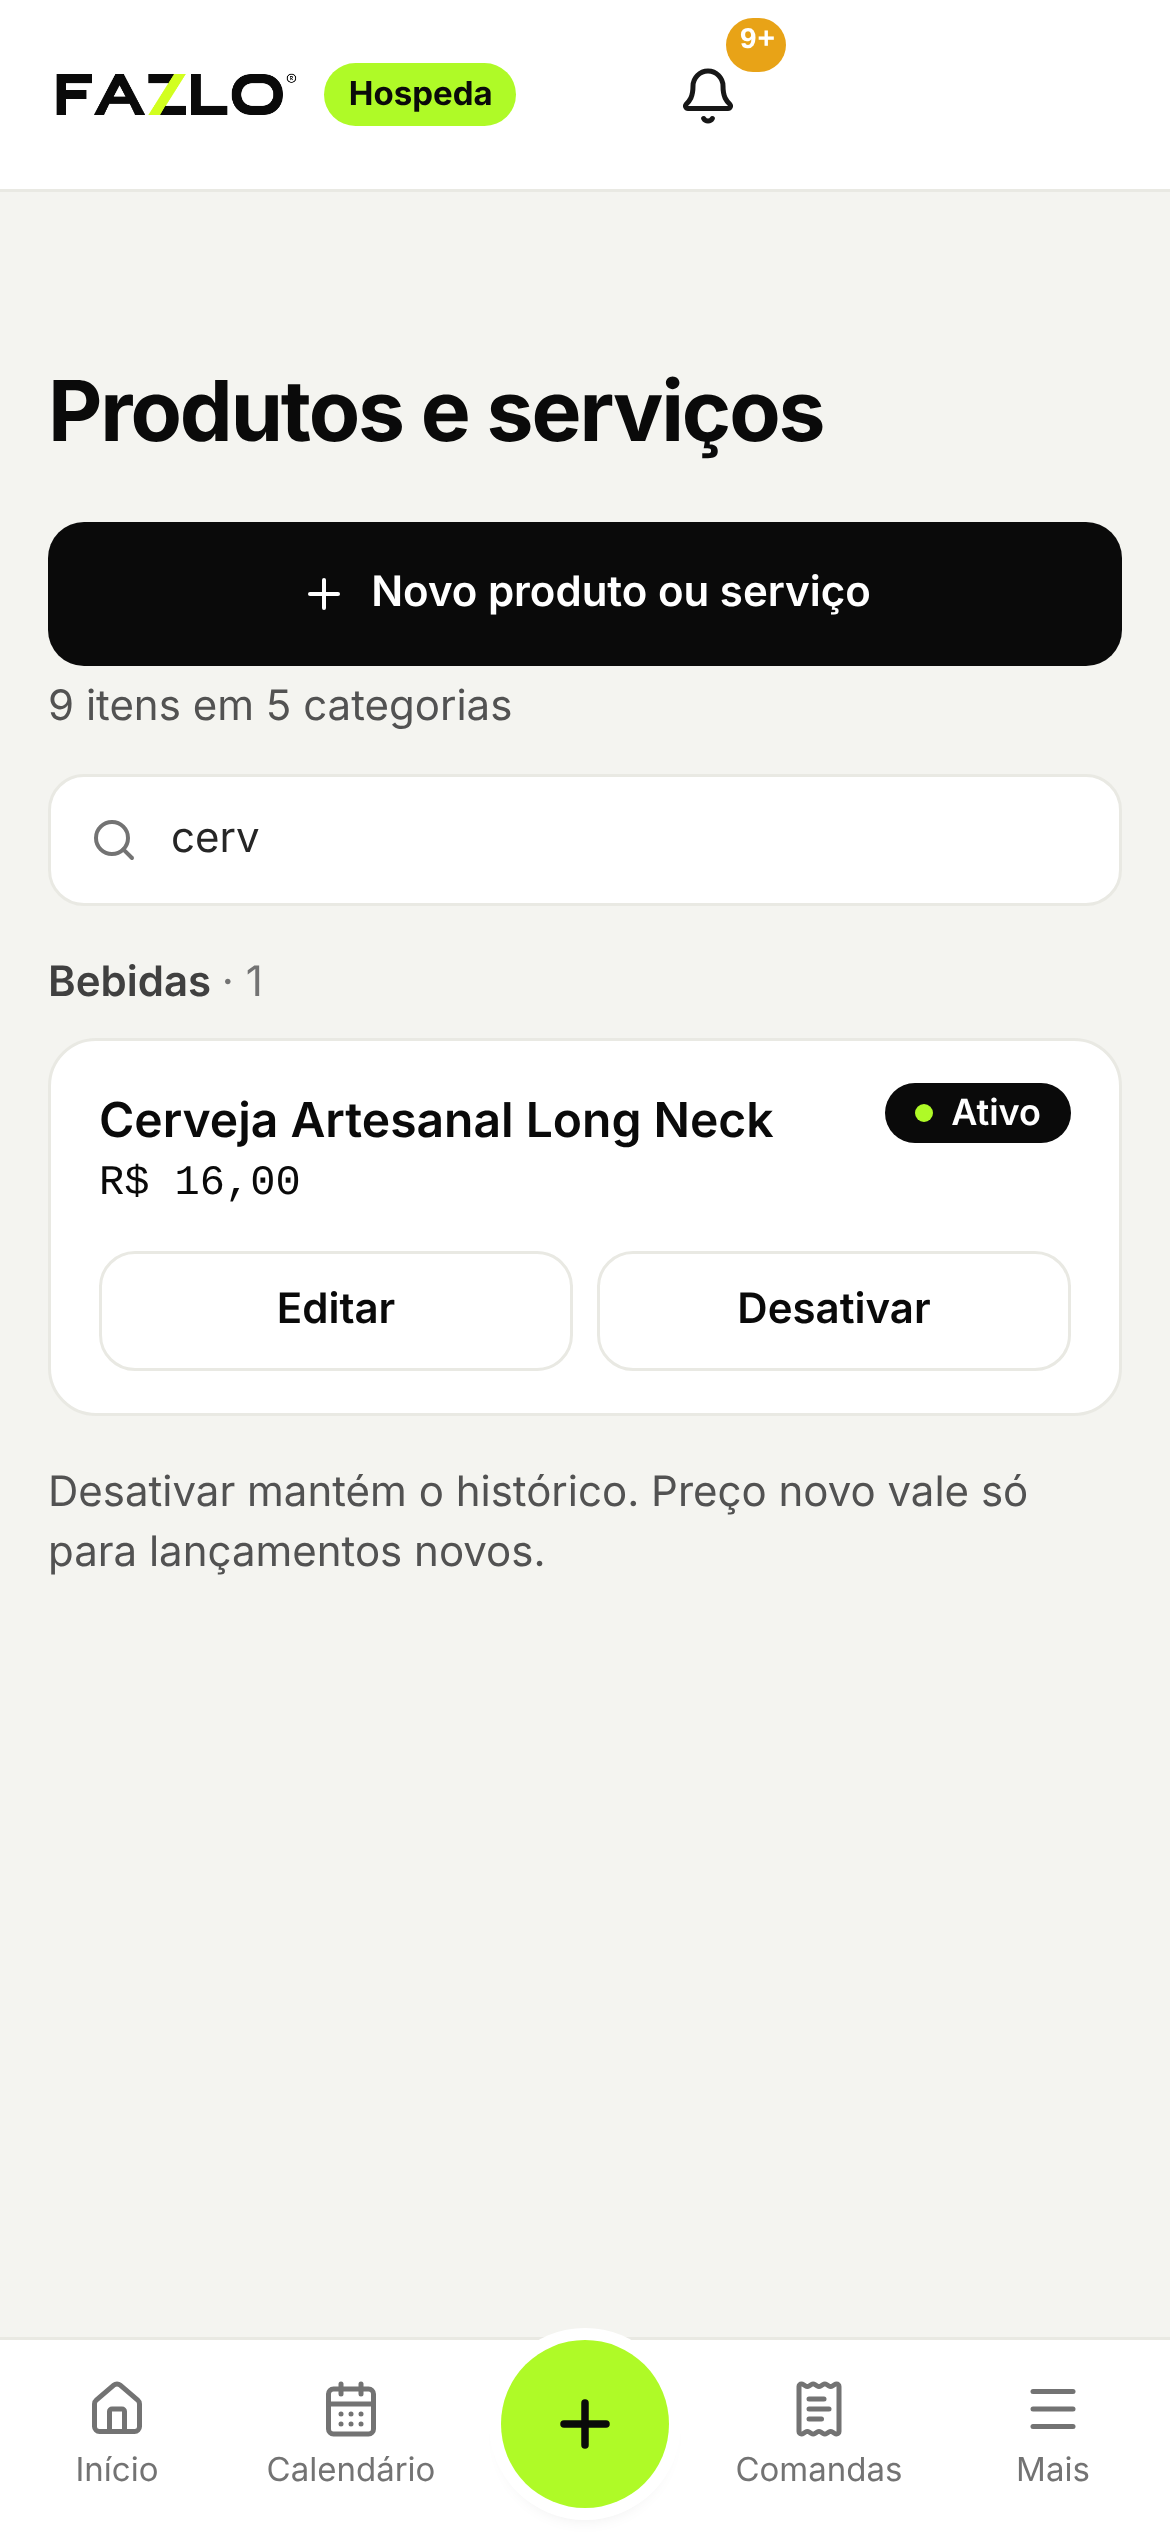 FAZLO®
Hospeda
9+
Produtos e serviços
+ Novo produto ou serviço
9 itens em 5 categorias
cerv
Bebidas · 1
Cerveja Artesanal Long Neck
Ativo
R$ 16,00
Editar
Desativar
Desativar mantém o histórico. Preço novo vale só
para lançamentos novos.
Início
Calendário
Comandas
Mais